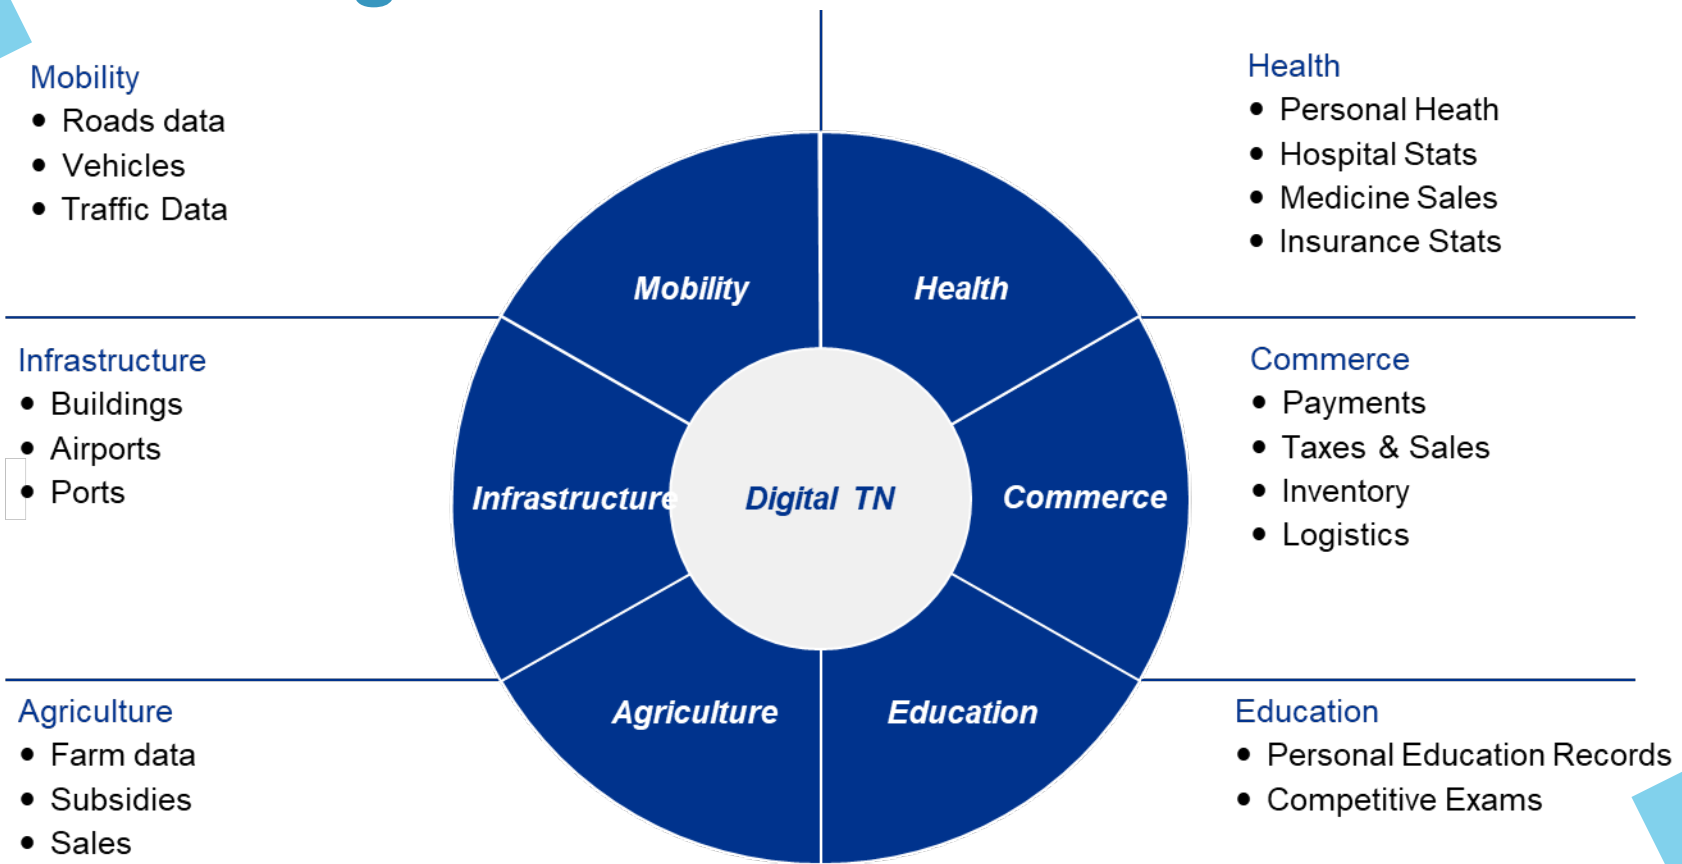 Mobility
• Roads data
• Vehicles
• Traffic Data
Health
• Personal Heath
• Hospital Stats
• Medicine Sales
• Insurance Stats
Infrastructure
• Buildings
• Airports
• Ports
Commerce
• Payments
• Taxes & Sales
• Inventory
• Logistics
Agriculture
• Farm data
• Subsidies
• Sales
Education
• Personal Education Records
• Competitive Exams
Mobility
Health
Infrastructure
Digital TN
Commerce
Agriculture
Education